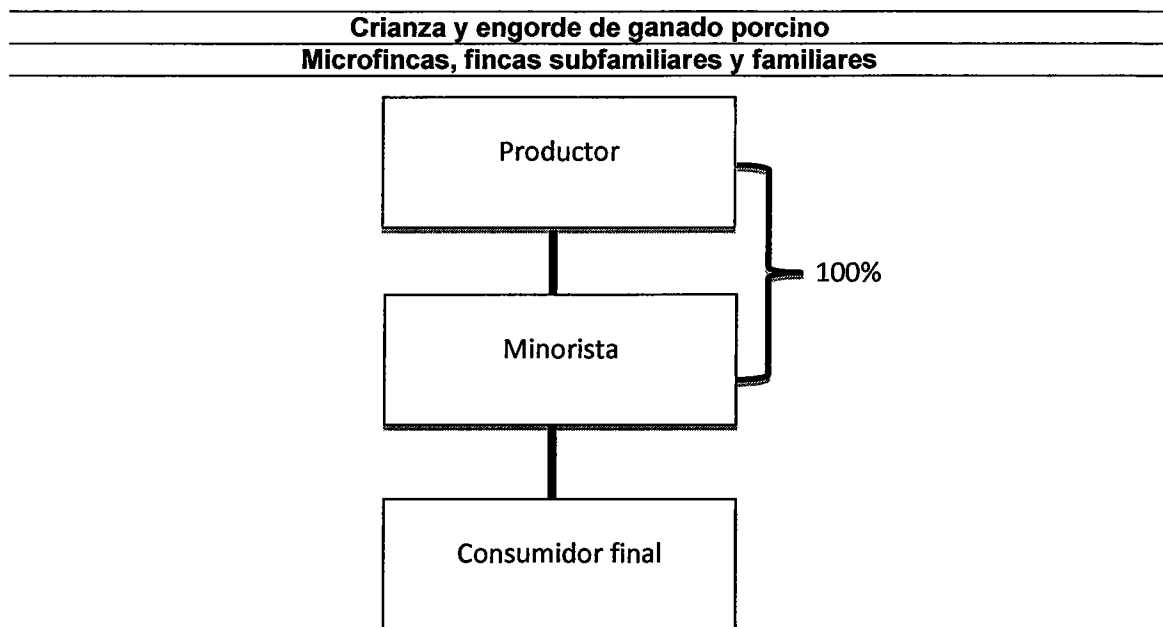 Crianza y engorde de ganado porcino
Microfincas, fincas subfamiliares y familiares
Productor
100%
Minorista
Consumidor final